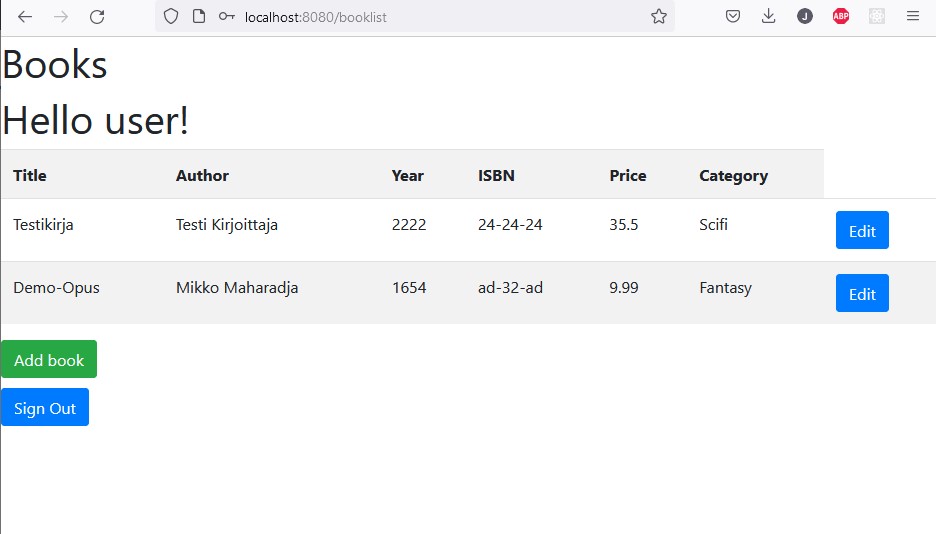 localhost:8080/booklist
J
ABP
Books
Hello user!
Title Author Year ISBN Price Category
Testikirja Testi Kirjoittaja 2222 24-24-24 35.5 Scifi Edit
Demo-Opus Mikko Maharadja 1654 ad-32-ad 9.99 Fantasy Edit
Add book
Sign Out